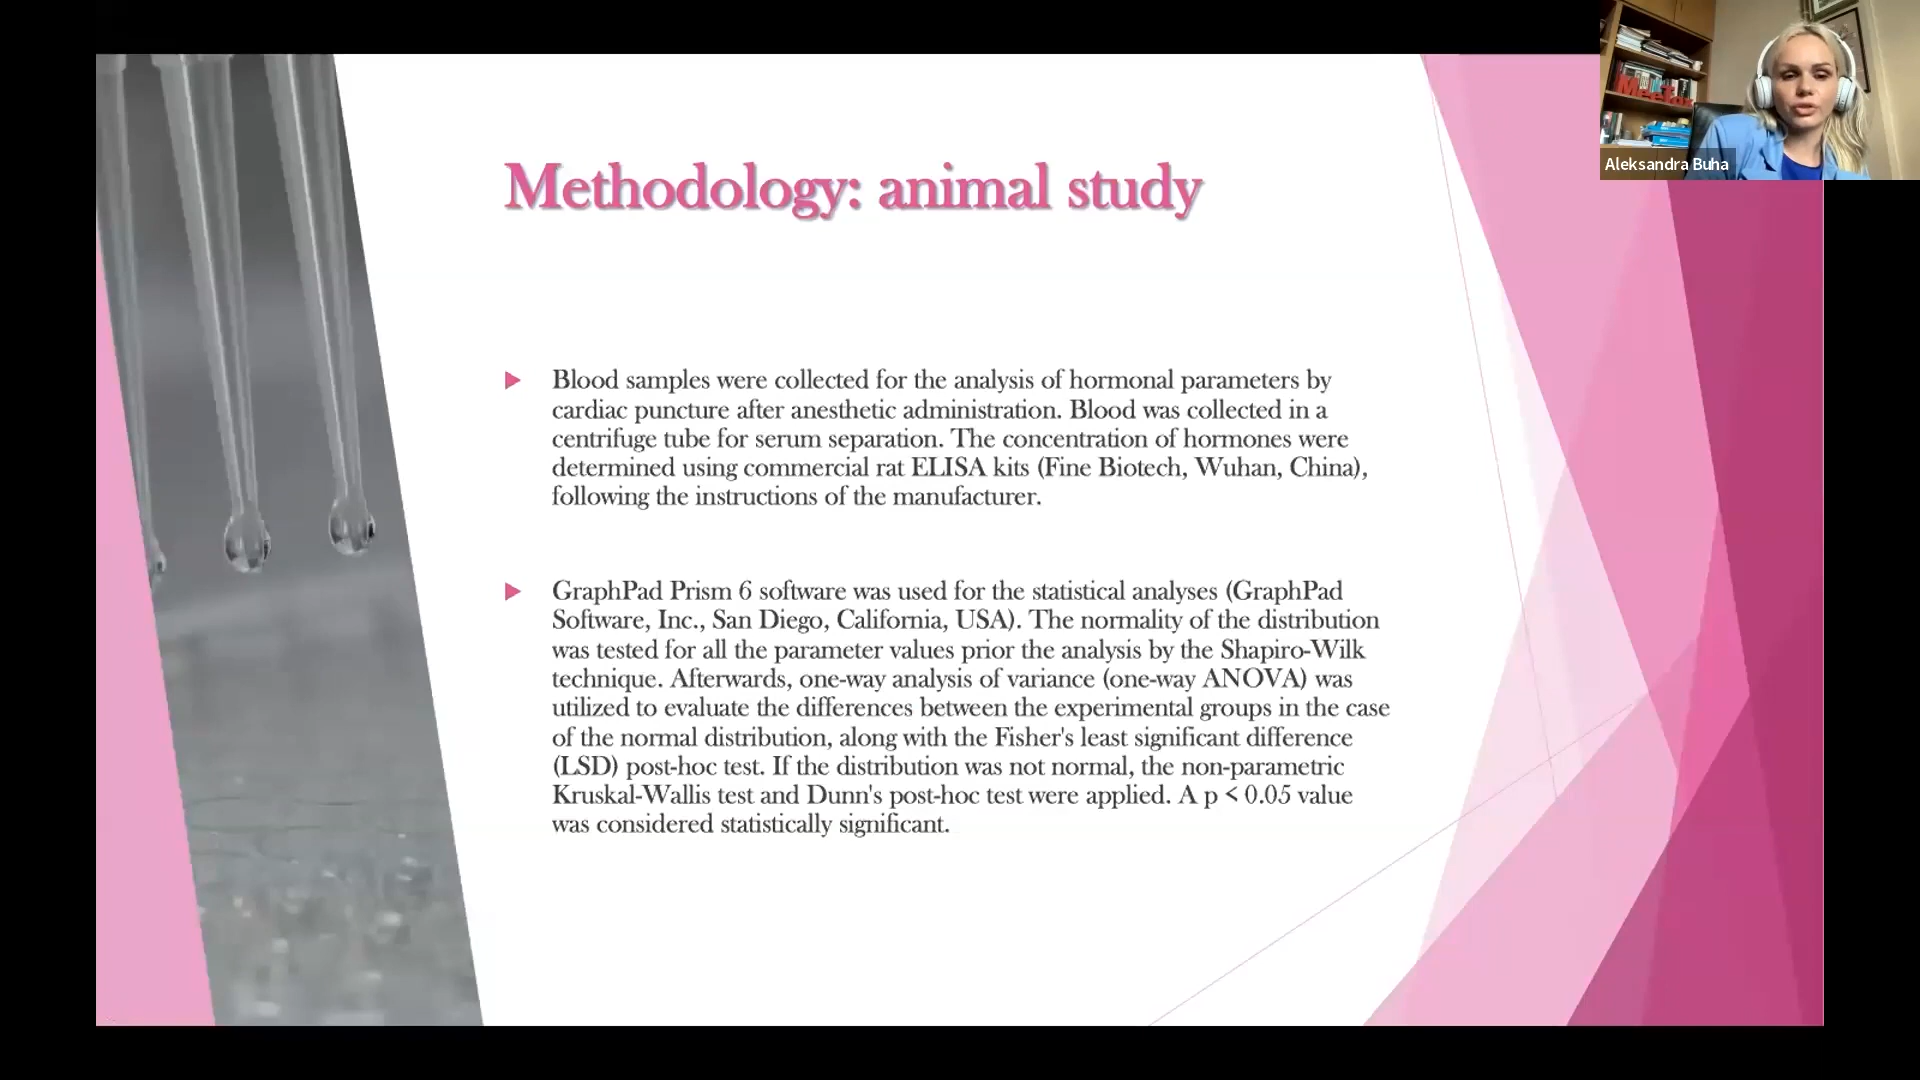 Methodology: animal study
Blood samples were collected for the analysis of hormonal parameters by
cardiac puncture after anesthetic administration. Blood was collected in a
centrifuge tube for serum separation. The concentration of hormones were
determined using commercial rat ELISA kits (Fine Biotech, Wuhan, China),
following the instructions of the manufacturer.
GraphPad Prism 6 software was used for the statistical analyses (GraphPad
Software, Inc., San Diego, California, USA). The normality of the distribution
was tested for all the parameter values prior the analysis by the Shapiro-Wilk
technique. Afterwards, one-way analysis of variance (one-way ANOVA) was
utilized to evaluate the differences between the experimental groups in the case
of the normal distribution, along with the Fisher's least significant difference
(LSD) post-hoc test. If the distribution was not normal, the non-parametric
Kruskal-Wallis test and Dunn's post-hoc test were applied. A p < 0.05 value
was considered statistically significant.
MeeTox
Aleksandra Buha